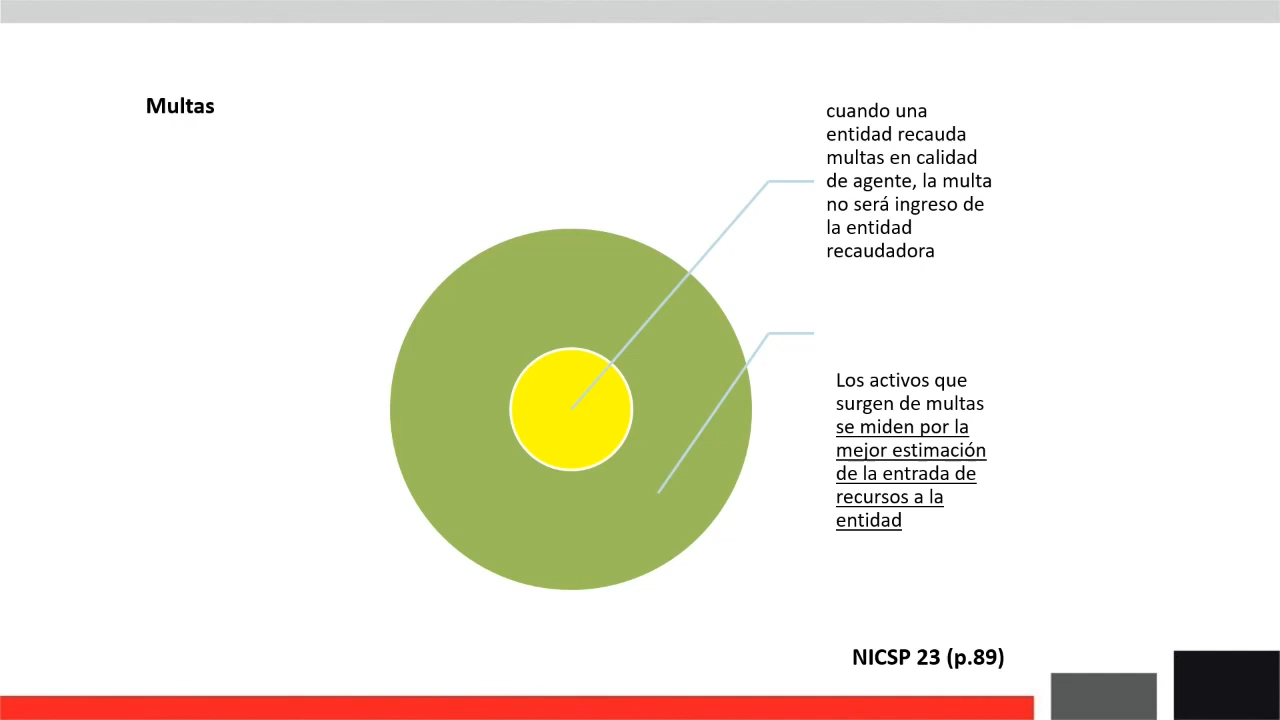 Multas
cuando una
entidad recauda
multas en calidad
de agente, la multa
no será ingreso de
la entidad
recaudadora
Los activos que
surgen de multas
se miden por la
mejor estimación
de la entrada de
recursos a la
entidad
NICSP 23 (p.89)